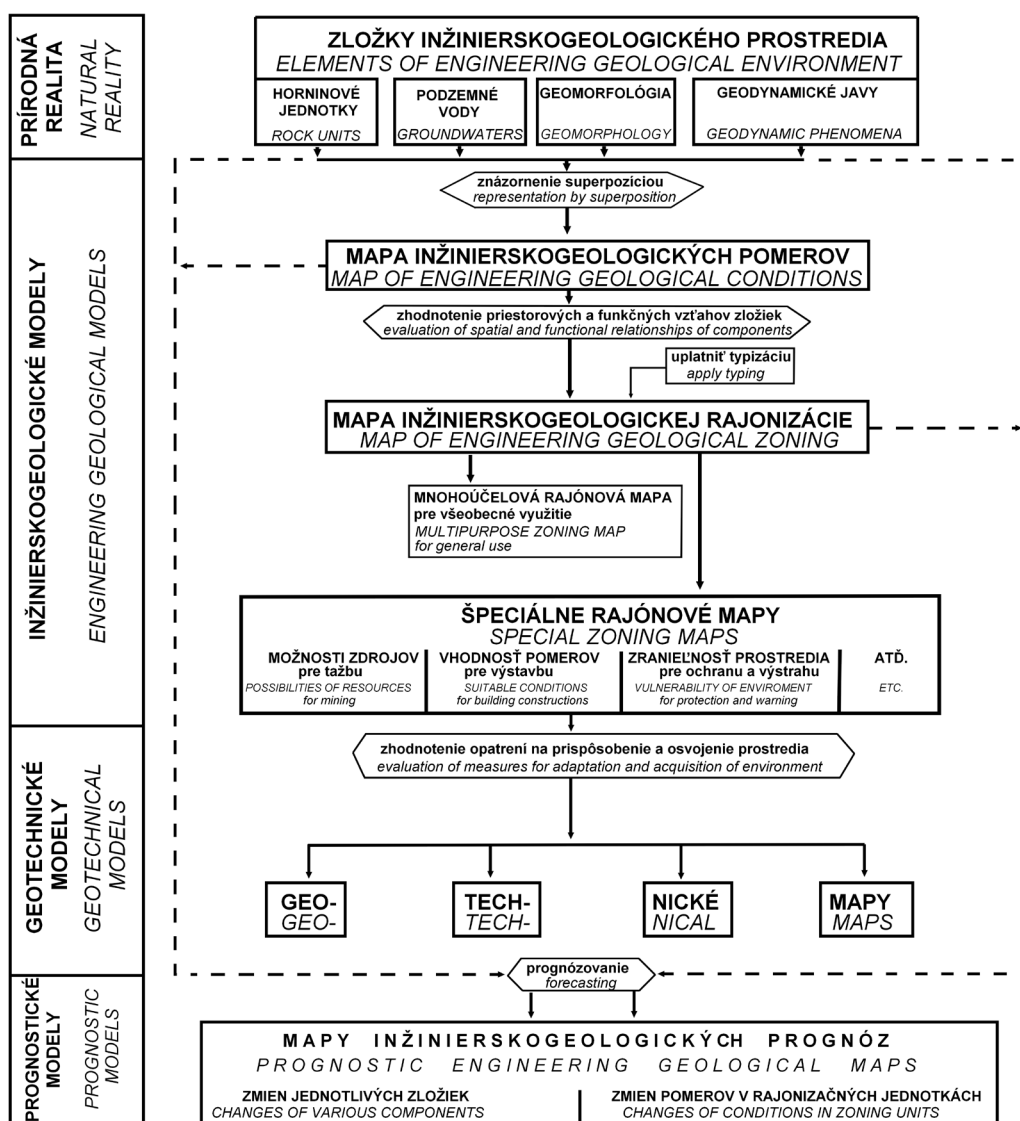 PRÍRODNÁ
REALITA
NATURAL
REALITY
ZLOŽKY INŽINIERSKOGEOLOGICKÉHO PROSTREDIA
ELEMENTS OF ENGINEERING GEOLOGICAL ENVIRONMENT
HORNINOVÉ
JEDNOTKY
ROCK UNITS
PODZEMNÉ
VODY
GROUNDWATERS
GEOMORFOLÓGIA
GEOMORPHOLOGY
GEODYNAMICKÉ JAVY
GEODYNAMIC PHENOMENA
INŽINIERSKOGEOLOGICKÉ MODELY
ENGINEERING GEOLOGICAL MODELS
znázornenie superpozíciou
representation by superposition
MAPA INŽINIERSKOGEOLOGICKÝCH POMEROV
MAP OF ENGINEERING GEOLOGICAL CONDITIONS
zhodnotenie priestorových a funkčných vzťahov zložiek
evaluation of spatial and functional relationships of components
uplatniť typizáciu
apply typing
MAPA INŽINIERSKOGEOLOGICKEJ RAJONIZÁCIE
MAP OF ENGINEERING GEOLOGICAL ZONING
MNOHOÚČELOVÁ RAJÓNOVÁ MAPA
pre všeobecné využitie
MULTIPURPOSE ZONING MAP
for general use
ŠPECIÁLNE RAJÓNOVÉ MAPY
SPECIAL ZONING MAPS
MOŽNOSTI ZDROJOV
pre tažbu
POSSIBILITIES OF RESOURCES
for mining
VHODNOSŤ POMEROV
pre výstavbu
SUITABLE CONDITIONS
for building constructions
ZRANIEĽNOSŤ PROSTREDIA
pre ochranu a výstrahu
VULNERABILITY OF ENVIROMENT
for protection and warning
ATĎ.
ETC.
GEOTECHNICKÉ
MODELY
GEOTECHNICAL
MODELS
zhodnotenie opatrení na prispôsobenie a osvojenie prostredia
evaluation of measures for adaptation and acquisition of environment
GEO-
GEO-
TECH-
TECH-
NICKÉ
NICAL
MAPY
MAPS
PROGNOSTICKÉ
MODELY
PROGNOSTIC
MODELS
prognózovanie
forecasting
MAPY INŽINIERSKOGEOLOGICKÝCH PROGNÓZ
PROGNOSTIC ENGINEERING GEOLOGICAL MAPS
ZMIEN JEDNOTLIVÝCH ZLOŽIEK
CHANGES OF VARIOUS COMPONENTS
ZMIEN POMEROV V RAJONIZAČNÝCH JEDNOTKÁCH
CHANGES OF CONDITIONS IN ZONING UNITS